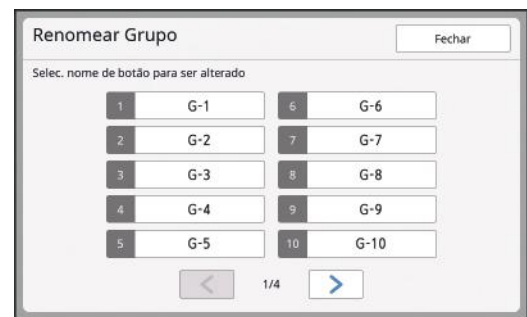 Renomear Grupo
Fechar
Selec. nome de botão para ser alterado
1 G-1
2 G-2
3 G-3
4 G-4
5 G-5
6 G-6
7 G-7
8 G-8
9 G-9
10 G-10
1/4